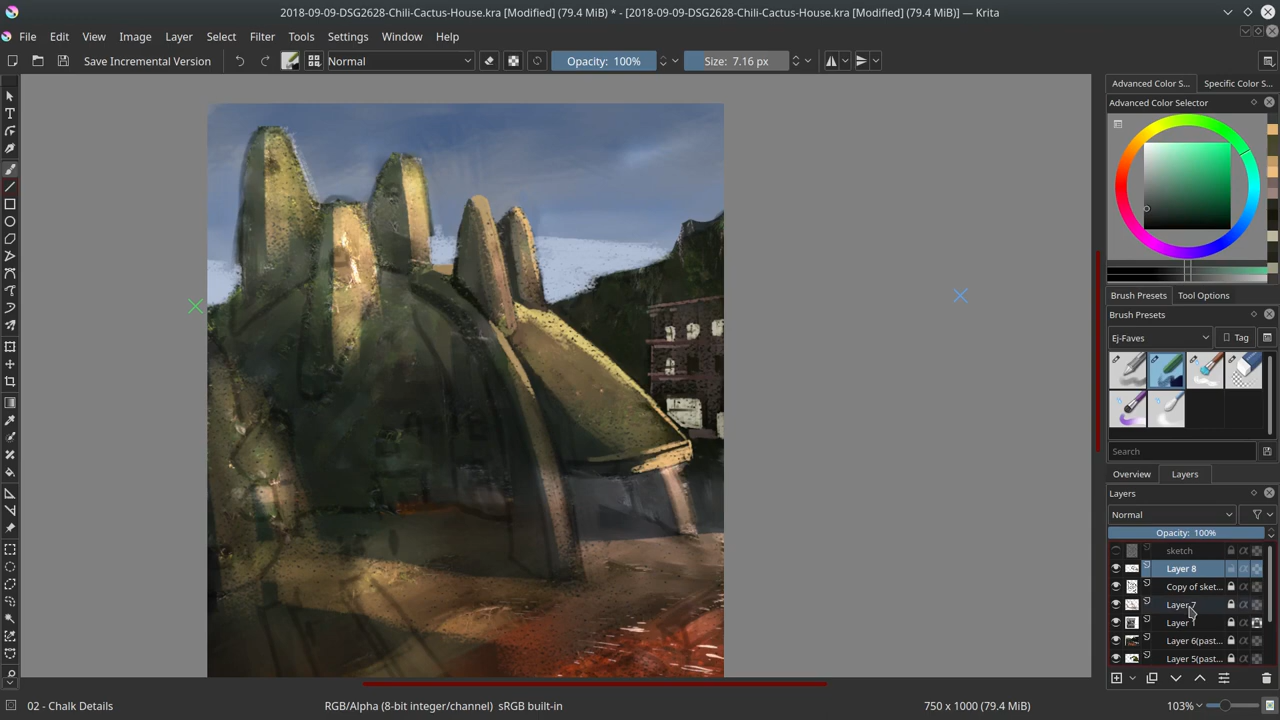 2018-09-09-DSG2628-Chili-Cactus-House.kra [Modified] (79.4 MiB) * - [2018-09-09-DSG2628-Chili-Cactus-House.kra [Modified] (79.4 MiB)] — Krita
File Edit View Image Layer Select Filter Tools Settings Window Help
Save Incremental Version Normal Opacity: 100% Size: 7.16 px
Advanced Color S... Specific Color S...
Advanced Color Selector
Brush Presets Tool Options
Brush Presets
Ej-Faves Tag
Search
Overview Layers
Layers
Normal
Opacity: 100%
sketch
Layer 8
Copy of sket...
Layer 7
Layer 1
Layer 6(past...
Layer 5(past...
02 - Chalk Details RGB/Alpha (8-bit integer/channel) sRGB built-in 750 x 1000 (79.4 MiB) 103%